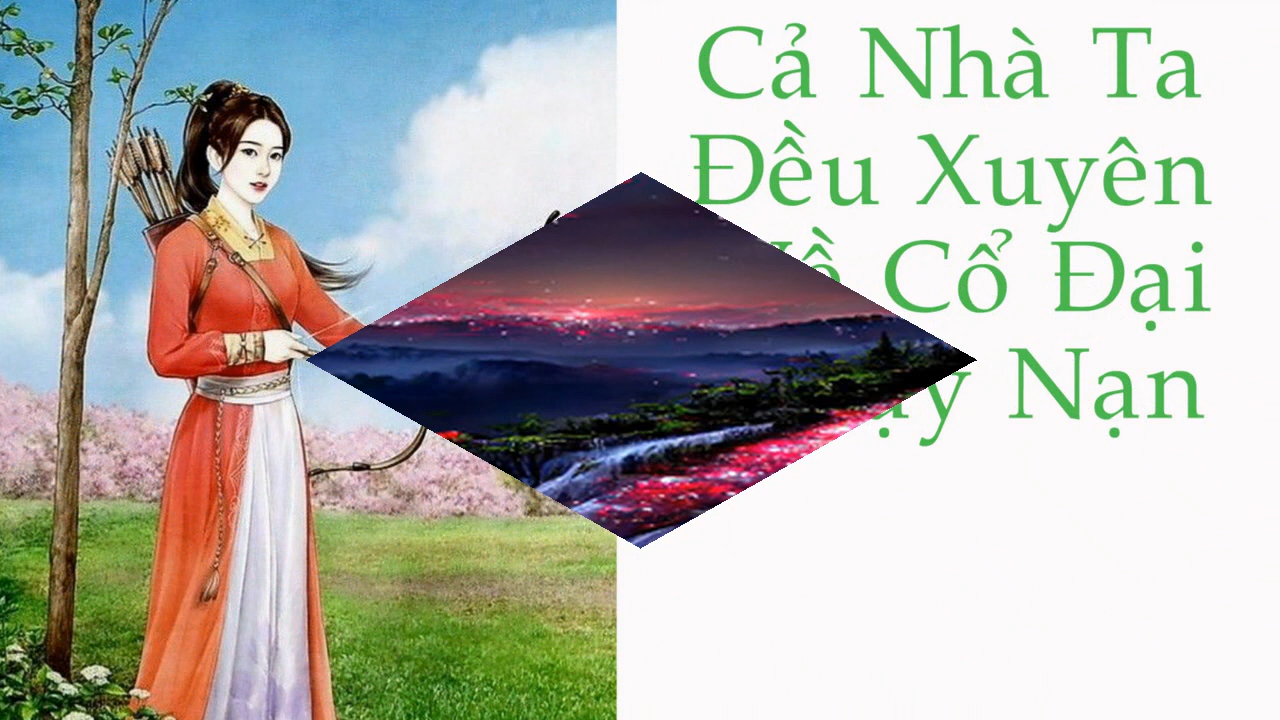 Cả Nhà Ta
Đều Xuyên
Cổ Đại
Nạn